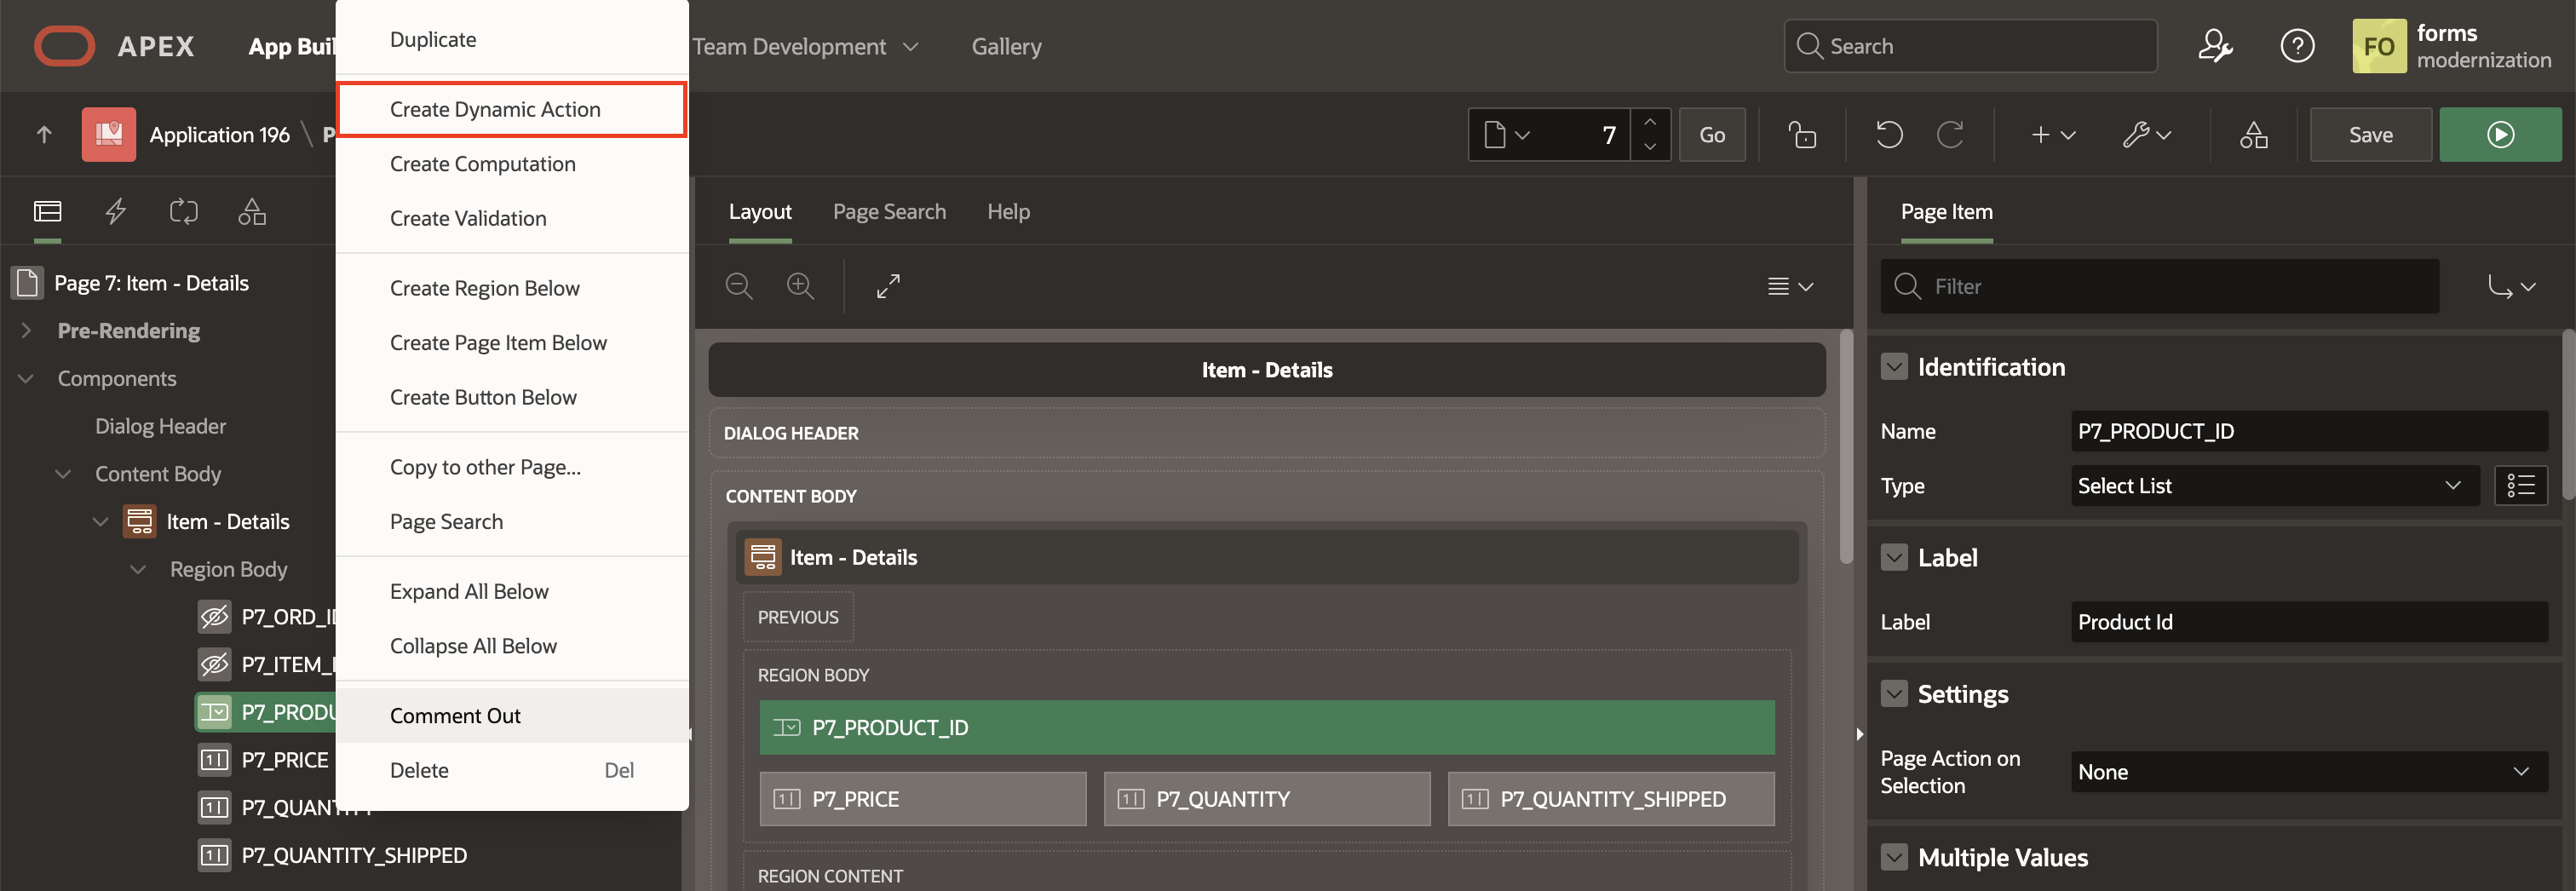 APEX
App Buil
Team Development
Gallery
Search
FO
forms
modernization
Application 196 \ P
7
Go
Save
Duplicate
Create Dynamic Action
Create Computation
Create Validation
Create Region Below
Create Page Item Below
Create Button Below
Copy to other Page...
Page Search
Expand All Below
Collapse All Below
Comment Out
Delete Del
Page 7: Item - Details
Pre-Rendering
Components
Dialog Header
Content Body
Item - Details
Region Body
P7_ORD_ID
P7_ITEM_
P7_PRODU
P7_PRICE
P7_QUANTITY
P7_QUANTITY_SHIPPED
Layout
Page Search
Help
Item - Details
DIALOG HEADER
CONTENT BODY
Item - Details
PREVIOUS
REGION BODY
P7_PRODUCT_ID
P7_PRICE
P7_QUANTITY
P7_QUANTITY_SHIPPED
REGION CONTENT
Page Item
Filter
Identification
Name P7_PRODUCT_ID
Type Select List
Label
Label Product Id
Settings
Page Action on
Selection
None
Multiple Values